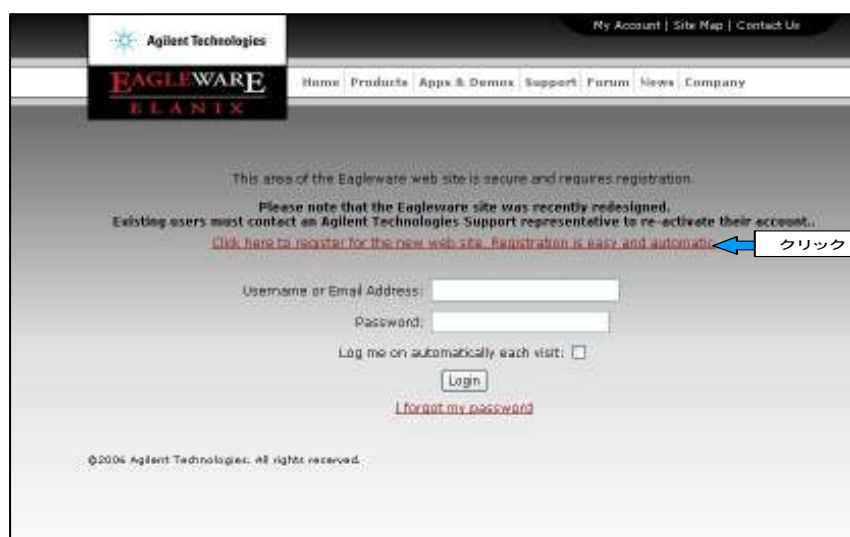 My Account | Site Map | Contact Us
Agilent Technologies
EAGLEWARE
ELANIX
Home Products Apps & Demos Support Forum News Company
This area of the Eagleware web site is secure and requires registration.
Please note that the Eagleware site was recently redesigned.
Existing users must contact an Agilent Technologies Support representative to re-activate their account..
Click here to register for the new web site. Registration is easy and automatic
クリック
Username or Email Address:
Password:
Log me on automatically each visit:
Login
I forgot my password
©2006 Agilent Technologies. All rights reserved.